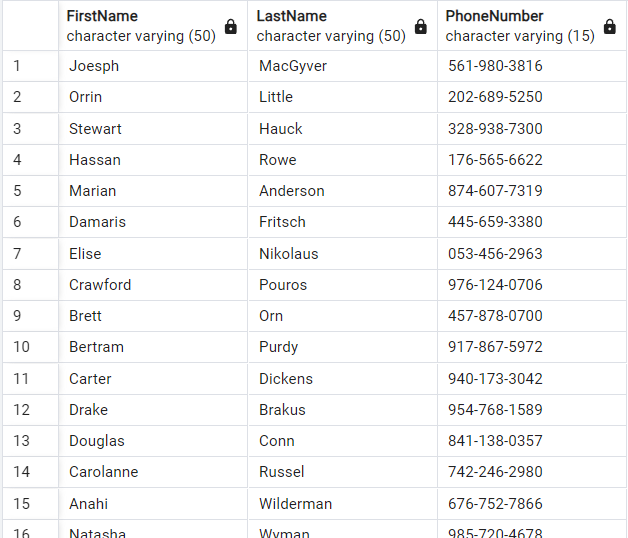 FirstName LastName PhoneNumber
character varying (50) character varying (50) character varying (15)
1 Joesph MacGyver 561-980-3816
2 Orrin Little 202-689-5250
3 Stewart Hauck 328-938-7300
4 Hassan Rowe 176-565-6622
5 Marian Anderson 874-607-7319
6 Damaris Fritsch 445-659-3380
7 Elise Nikolaus 053-456-2963
8 Crawford Pouros 976-124-0706
9 Brett Orn 457-878-0700
10 Bertram Purdy 917-867-5972
11 Carter Dickens 940-173-3042
12 Drake Brakus 954-768-1589
13 Douglas Conn 841-138-0357
14 Carolanne Russel 742-246-2980
15 Anahi Wilderman 676-752-7866
16 Natasha Wyman 985-720-4678